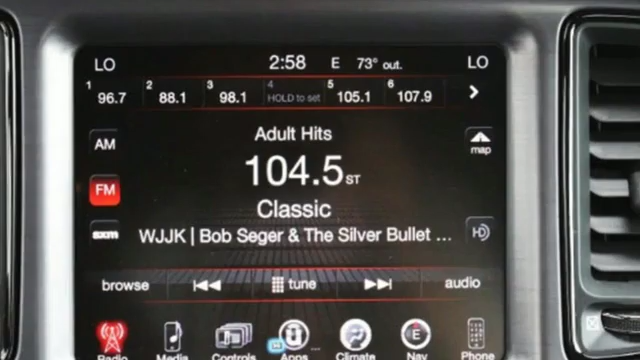 LO 2:58 E 73° out. LO
1 96.7 2 88.1 3 98.1 4 HOLD to set 5 105.1 6 107.9
AM Adult Hits map
FM 104.5 ST
Classic
sxm WJJK | Bob Seger & The Silver Bullet ... HD
browse tune audio
Radio Media Controls Apps Climate E Nav Phone